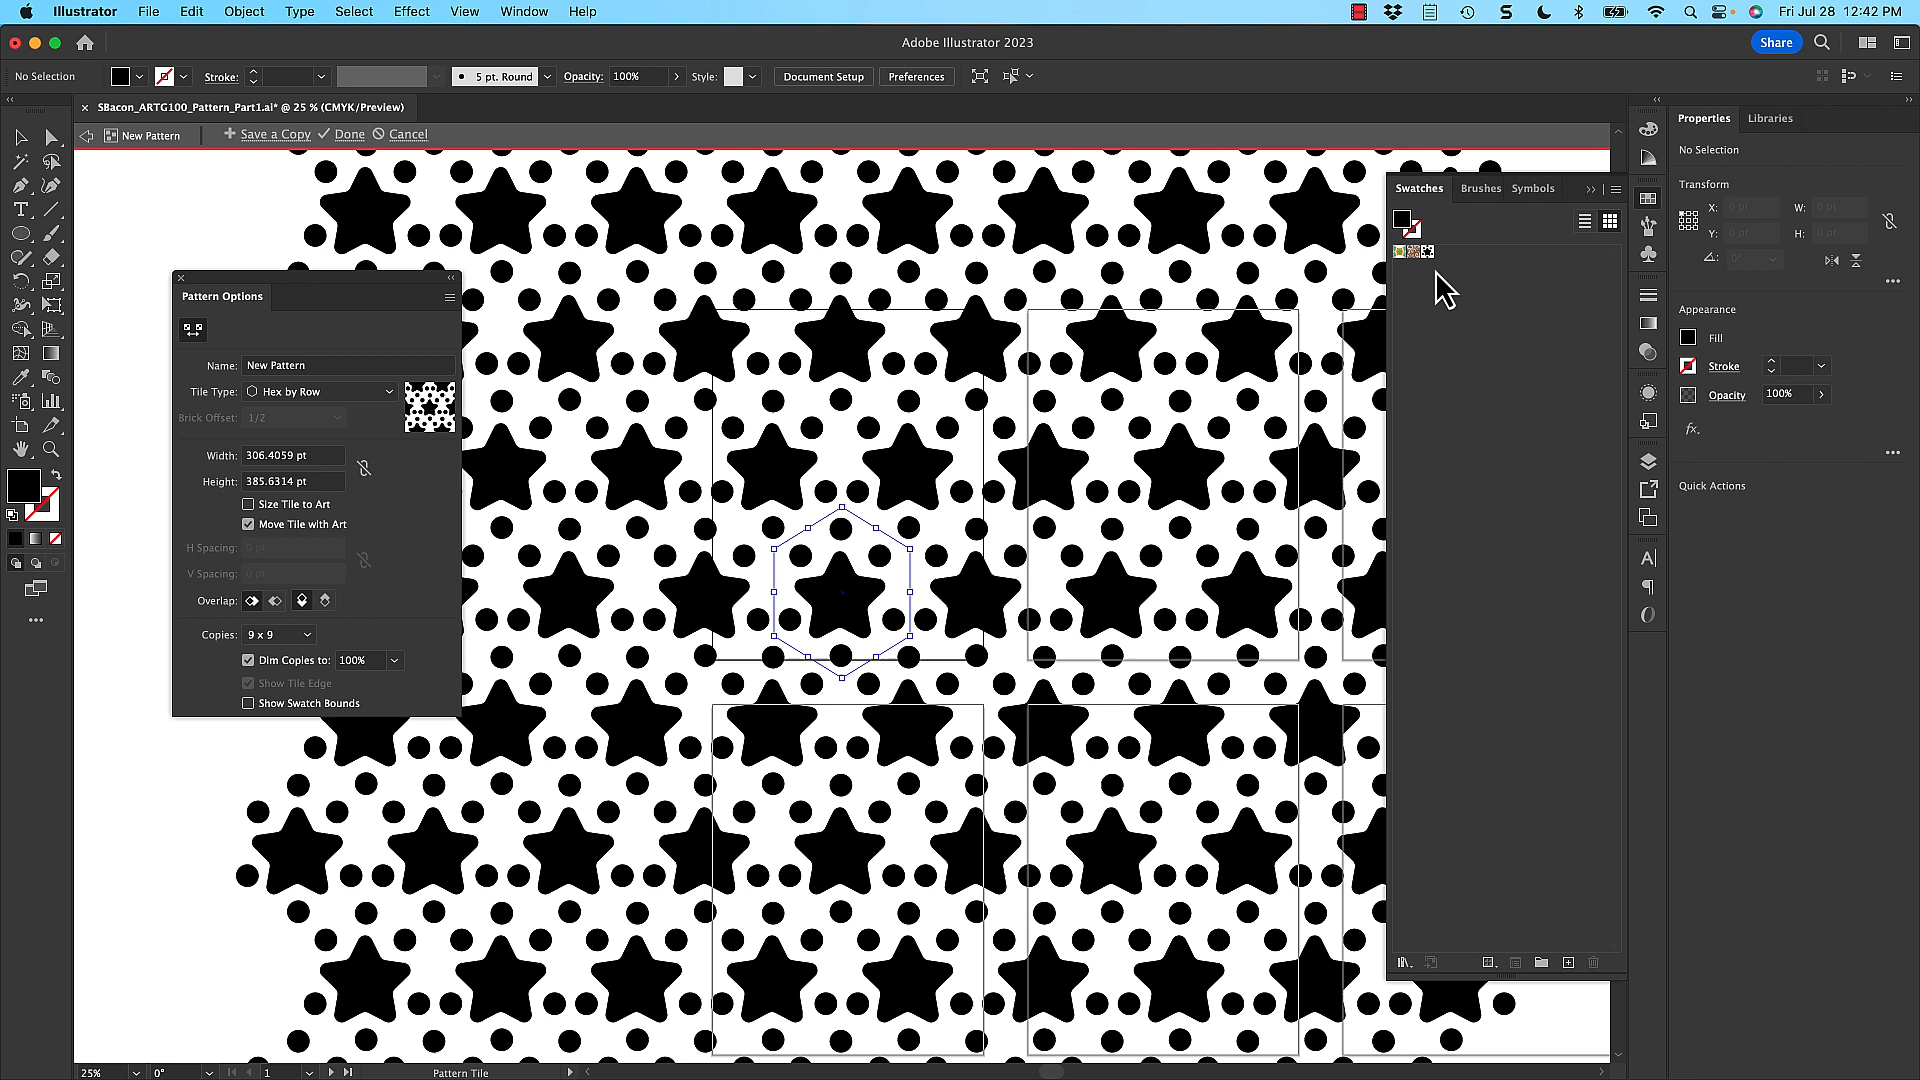 Illustrator File Edit Object Type Select Effect View Window Help Fri Jul 28 12:42 PM
Adobe Illustrator 2023 Share
No Selection Stroke: 5 pt. Round Opacity: 100% Style: Document Setup Preferences
SBacon_ARTG100_Pattern_Part1.ai* @ 25 % (CMYK/Preview)
New Pattern Save a Copy Done Cancel
Pattern Options
Name: New Pattern
Tile Type: Hex by Row
Brick Offset: 1/2
Width: 306.4059 pt
Height: 385.6314 pt
Size Tile to Art
Move Tile with Art
H Spacing: 0 pt
V Spacing: 0 pt
Overlap:
Copies: 9 x 9
Dim Copies to: 100%
Show Tile Edge
Show Swatch Bounds
Swatches Brushes Symbols
Properties Libraries
No Selection
Transform
X: 0 pt W: 0 pt
Y: 0 pt H: 0 pt
0°
Appearance
Fill
Stroke
Opacity 100%
fx.
Quick Actions
25% 0° 1 Pattern Tile